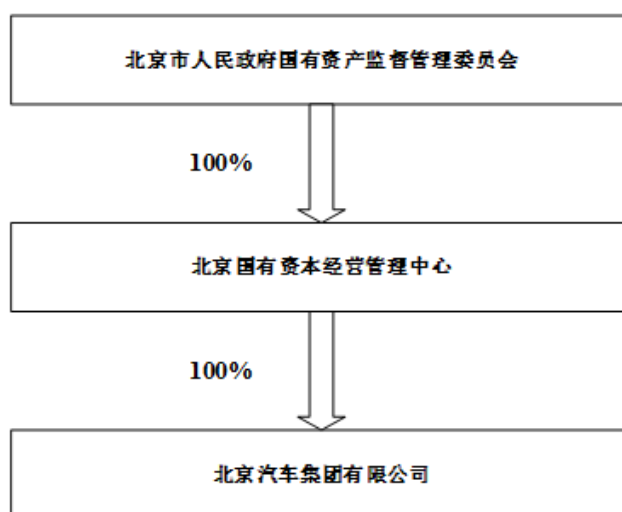 北京市人民政府国有资产监督管理委员会
100%
北京国有资本经营管理中心
100%
北京汽车集团有限公司